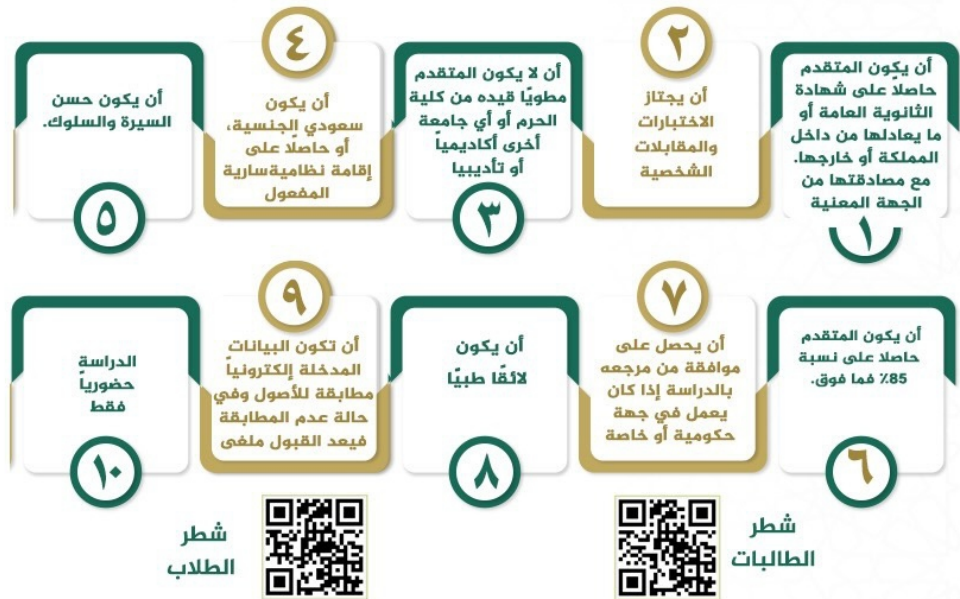 أن يكون المتقدم
حاصلًا على شهادة
الثانوية العامة أو
ما يعادلها من داخل
المملكة أو خارجها.
مع مصادقتها من
الجهة المعنية
١
٢
أن يجتاز
الاختبارات
والمقابلات
الشخصية
أن لا يكون المتقدم
مطويًا قيده من كلية
الحرم أو أي جامعة
أخرى أكاديمياً
أو تأديبيا
٣
٤
أن يكون
سعودي الجنسية،
أو حاصلًا على
إقامة نظاميةسارية
المفعول
أن يكون حسن
السيرة والسلوك.
٥
أن يكون المتقدم
حاصلا على نسبة
85٪ فما فوق.
٦
٧
أن يحصل على
موافقة من مرجعه
بالدراسة إذا كان
يعمل في جهة
حكومية أو خاصة
أن يكون
لائقًا طبيًا
٨
٩
أن تكون البيانات
المدخلة إلكترونياً
مطابقة للأصول وفي
حالة عدم المطابقة
فيعد القبول ملغى
الدراسة
حضورياً
فقط
١٠
شطر
الطالبات
شطر
الطلاب